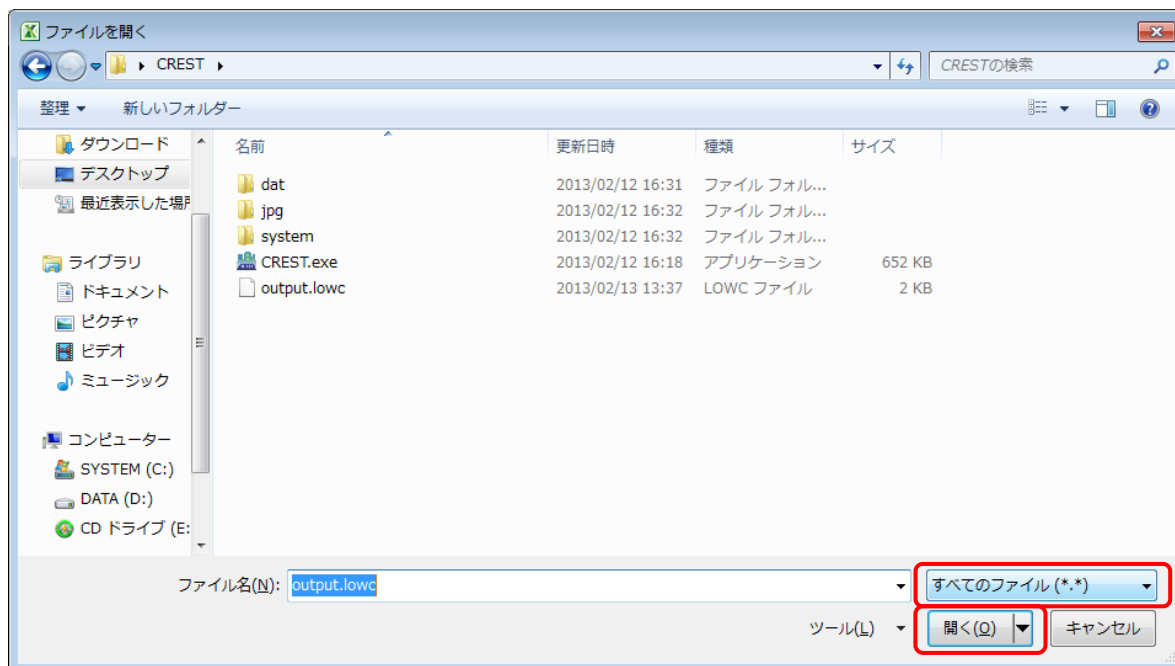 ファイルを開く
CREST
CRESTの検索
整理
新しいフォルダー
ダウンロード
デスクトップ
最近表示した場所
ライブラリ
ドキュメント
ピクチャ
ビデオ
ミュージック
コンピューター
SYSTEM (C:)
DATA (D:)
CD ドライブ (E:
名前 更新日時 種類 サイズ
dat 2013/02/12 16:31 ファイル フォル...
jpg 2013/02/12 16:32 ファイル フォル...
system 2013/02/12 16:32 ファイル フォル...
CREST.exe 2013/02/12 16:18 アプリケーション 652 KB
output.lowc 2013/02/13 13:37 LOWC ファイル 2 KB
ファイル名(N): output.lowc
すべてのファイル (*.*)
ツール(L)
開く(O)
キャンセル